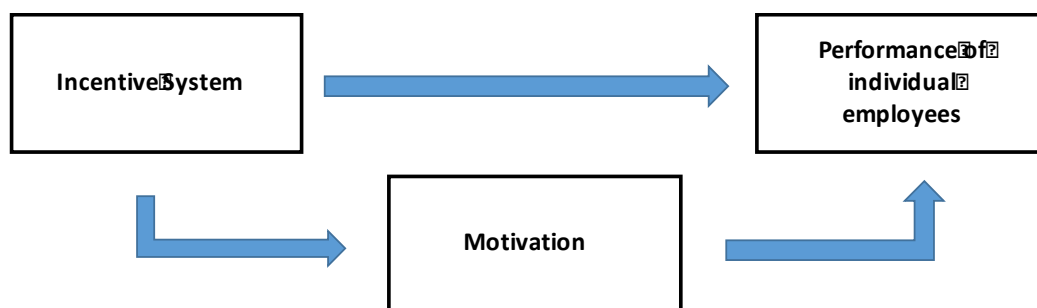 Incentive System
Performance of
individual
employees
Motivation